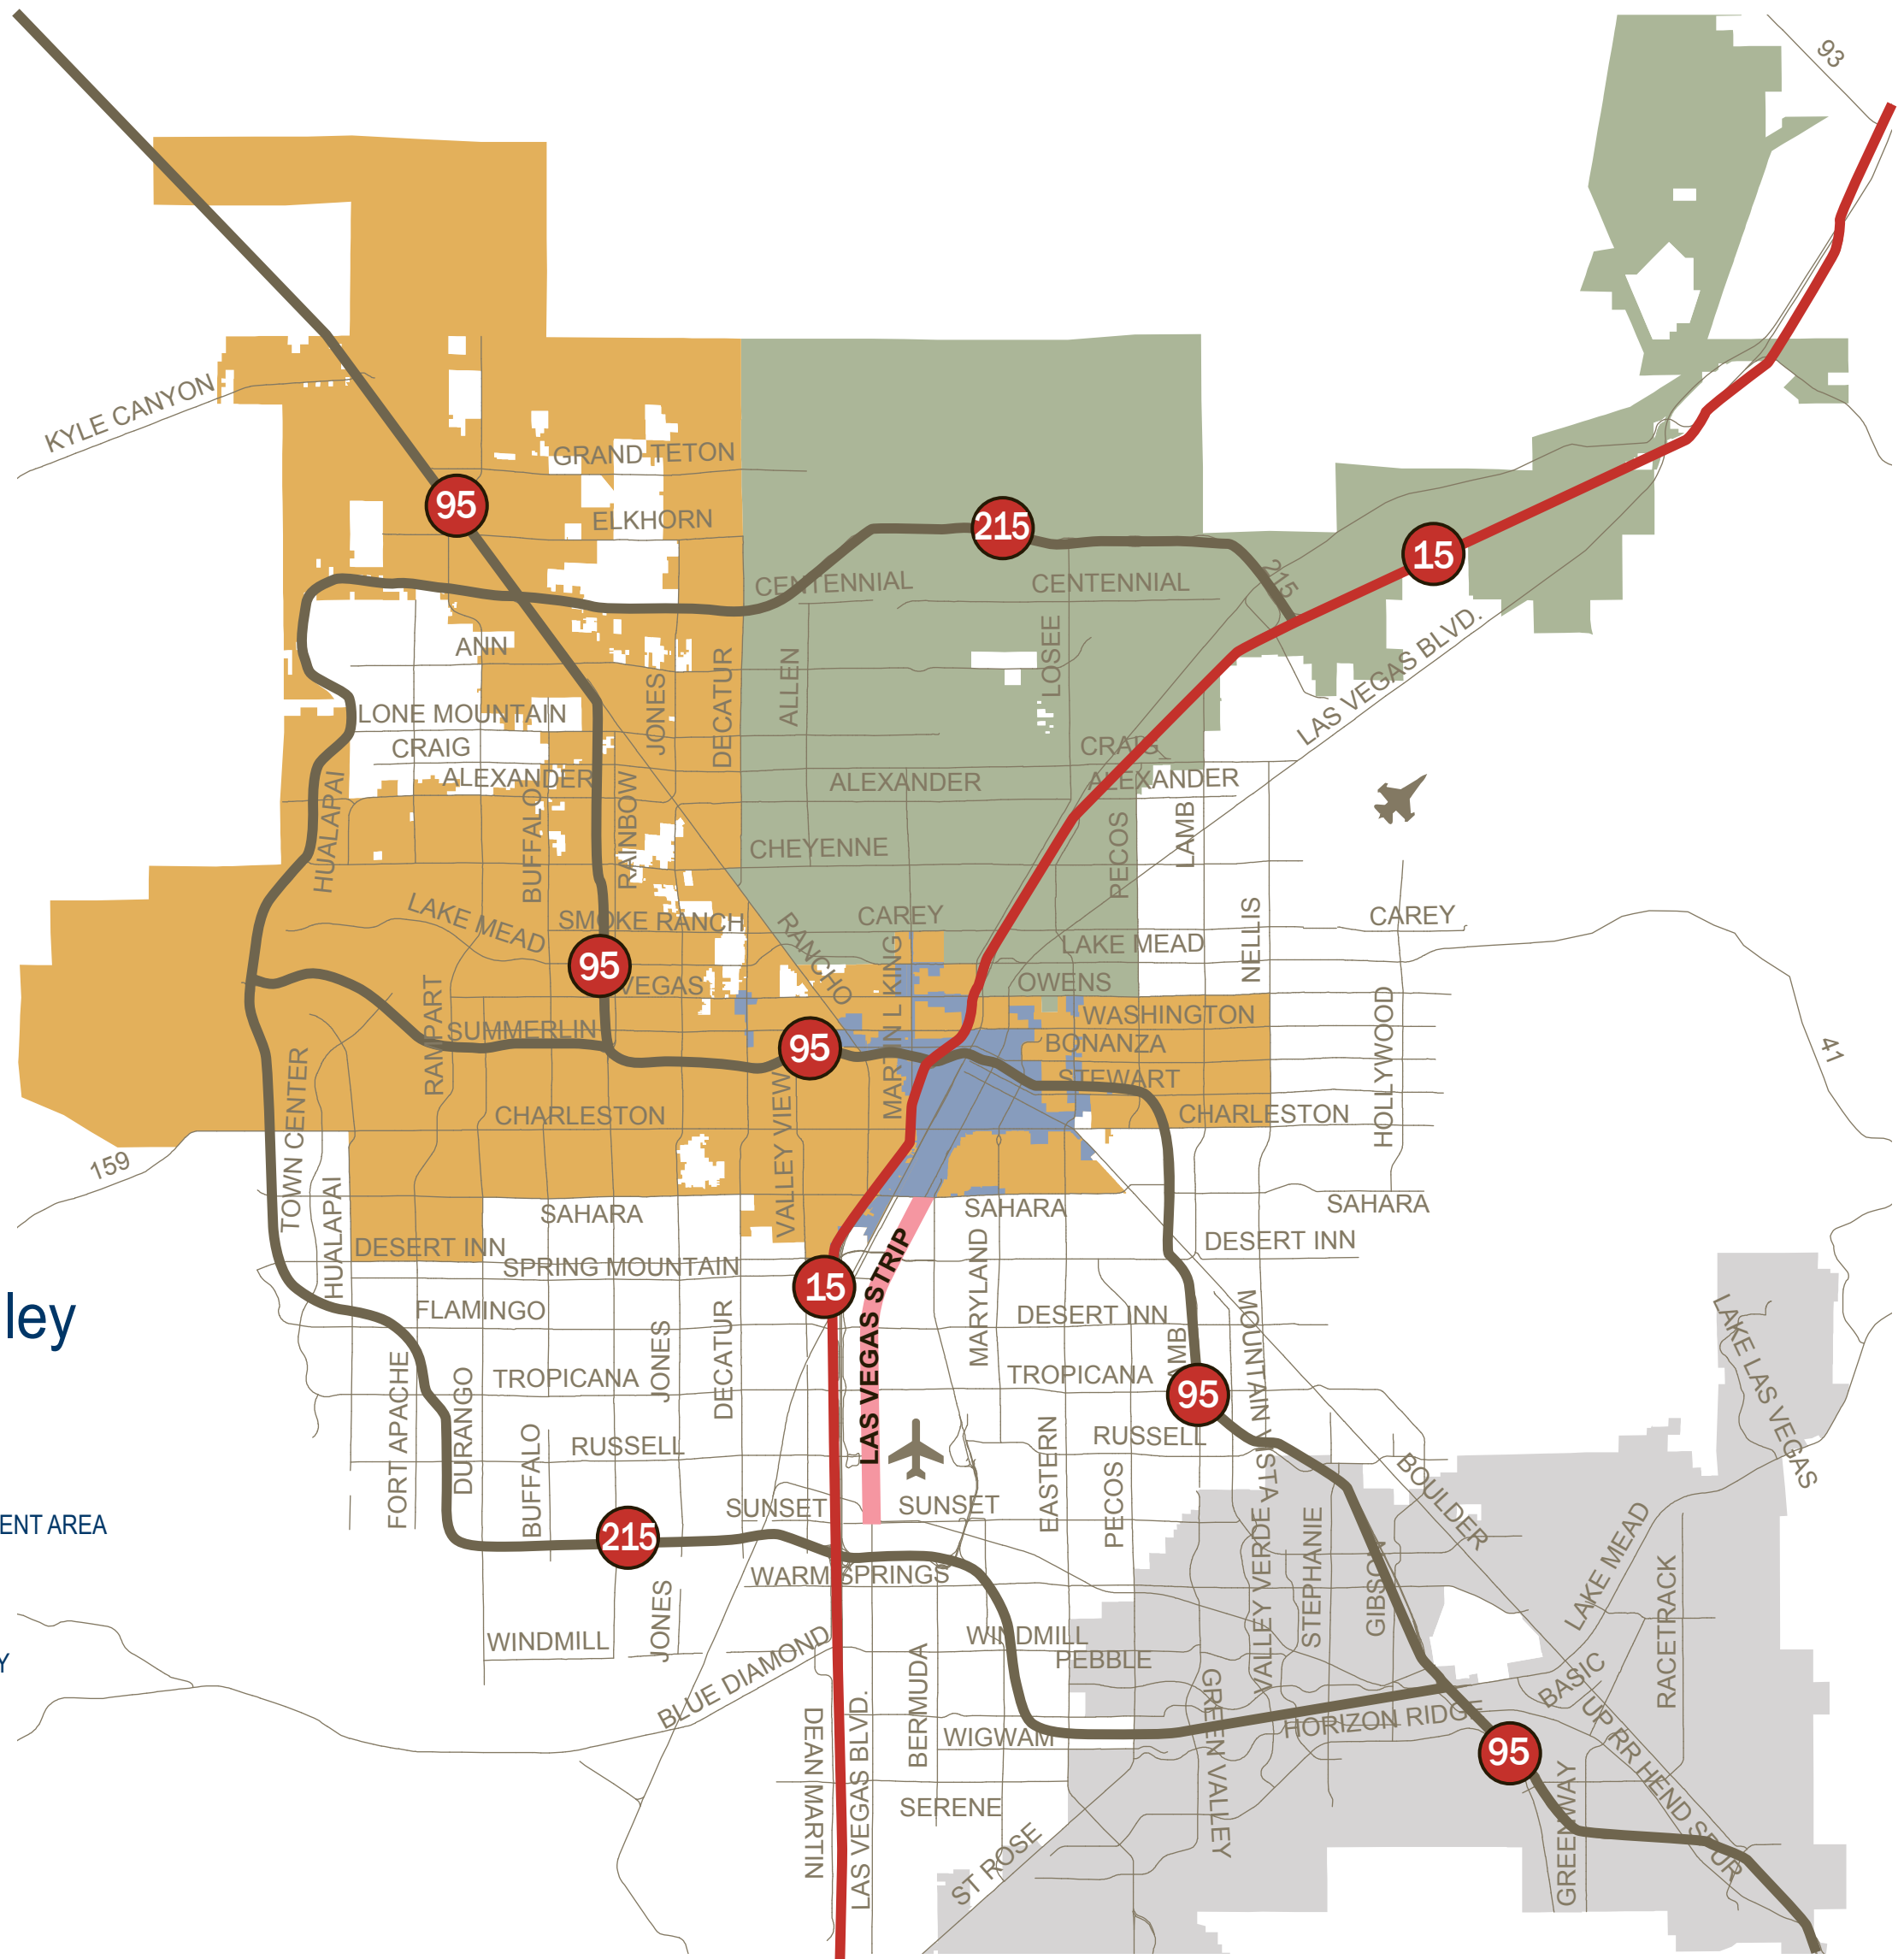 93
KYLE CANYON
GRAND TETON
95
ELKHORN
215
15
CENTENNIAL
CENTENNIAL
215
ANN
LAS VEGAS BLVD.
LOSEE
ALLEN
DECATUR
JONES
LONE MOUNTAIN
CRAIG
CRAIG
ALEXANDER
ALEXANDER
ALEXANDER
HUALAPAI
BUFFALO
RAINBOW
CHEYENNE
PECOS
LAMB
LAKE MEAD
SMOKE RANCH
RANCHO
CAREY
CAREY
LAKE MEAD
NELLIS
95
VEGAS
MARTIN L KING
OWENS
RAMPART
SUMMERLIN
95
WASHINGTON
BONANZA
HOLLYWOOD
41
STEWART
TOWN CENTER
CHARLESTON
VALLEY VIEW
CHARLESTON
159
HUALAPAI
SAHARA
SAHARA
SAHARA
DESERT INN
SPRING MOUNTAIN
LAS VEGAS STRIP
MARYLAND
DESERT INN
15
ley
FLAMINGO
DESERT INN
MOUNTAIN VISTA
LAKE LAS VEGAS
FORT APACHE
DURANGO
TROPICANA
JONES
DECATUR
TROPICANA
AMB
95
BUFFALO
RUSSELL
EASTERN
RUSSELL
PECOS
BOULDER
ENT AREA
SUNSET
SUNSET
215
WARM SPRINGS
VALLEY VERDE
STEPHANIE
GIBSON
LAKE MEAD
RACETRACK
JONES
WINDMILL
WINDMILL
Y
PEBBLE
BLUE DIAMOND
BERMUDA
GREEN VALLEY
BASIC
DEAN MARTIN
LAS VEGAS BLVD.
WIGWAM
HORIZON RIDGE
UP RR HEND SPUR
95
SERENE
GREENWAY
ST ROSE